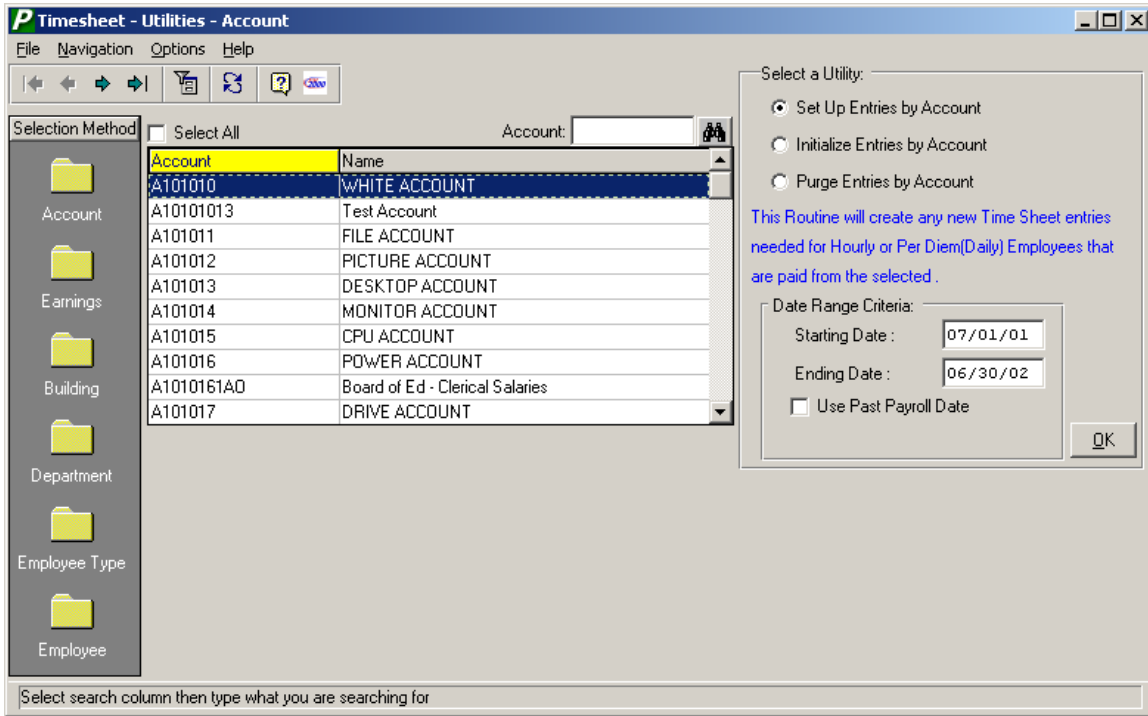 Timesheet - Utilities - Account
File Navigation Options Help
Selection Method
Account
Earnings
Building
Department
Employee Type
Employee
Select All
Account:
Account Name
A101010 WHITE ACCOUNT
A10101013 Test Account
A101011 FILE ACCOUNT
A101012 PICTURE ACCOUNT
A101013 DESKTOP ACCOUNT
A101014 MONITOR ACCOUNT
A101015 CPU ACCOUNT
A101016 POWER ACCOUNT
A1010161AO Board of Ed - Clerical Salaries
A101017 DRIVE ACCOUNT
Select a Utility:
Set Up Entries by Account
Initialize Entries by Account
Purge Entries by Account
This Routine will create any new Time Sheet entries
needed for Hourly or Per Diem(Daily) Employees that
are paid from the selected .
Date Range Criteria:
Starting Date : 07/01/01
Ending Date : 06/30/02
Use Past Payroll Date
OK
Select search column then type what you are searching for